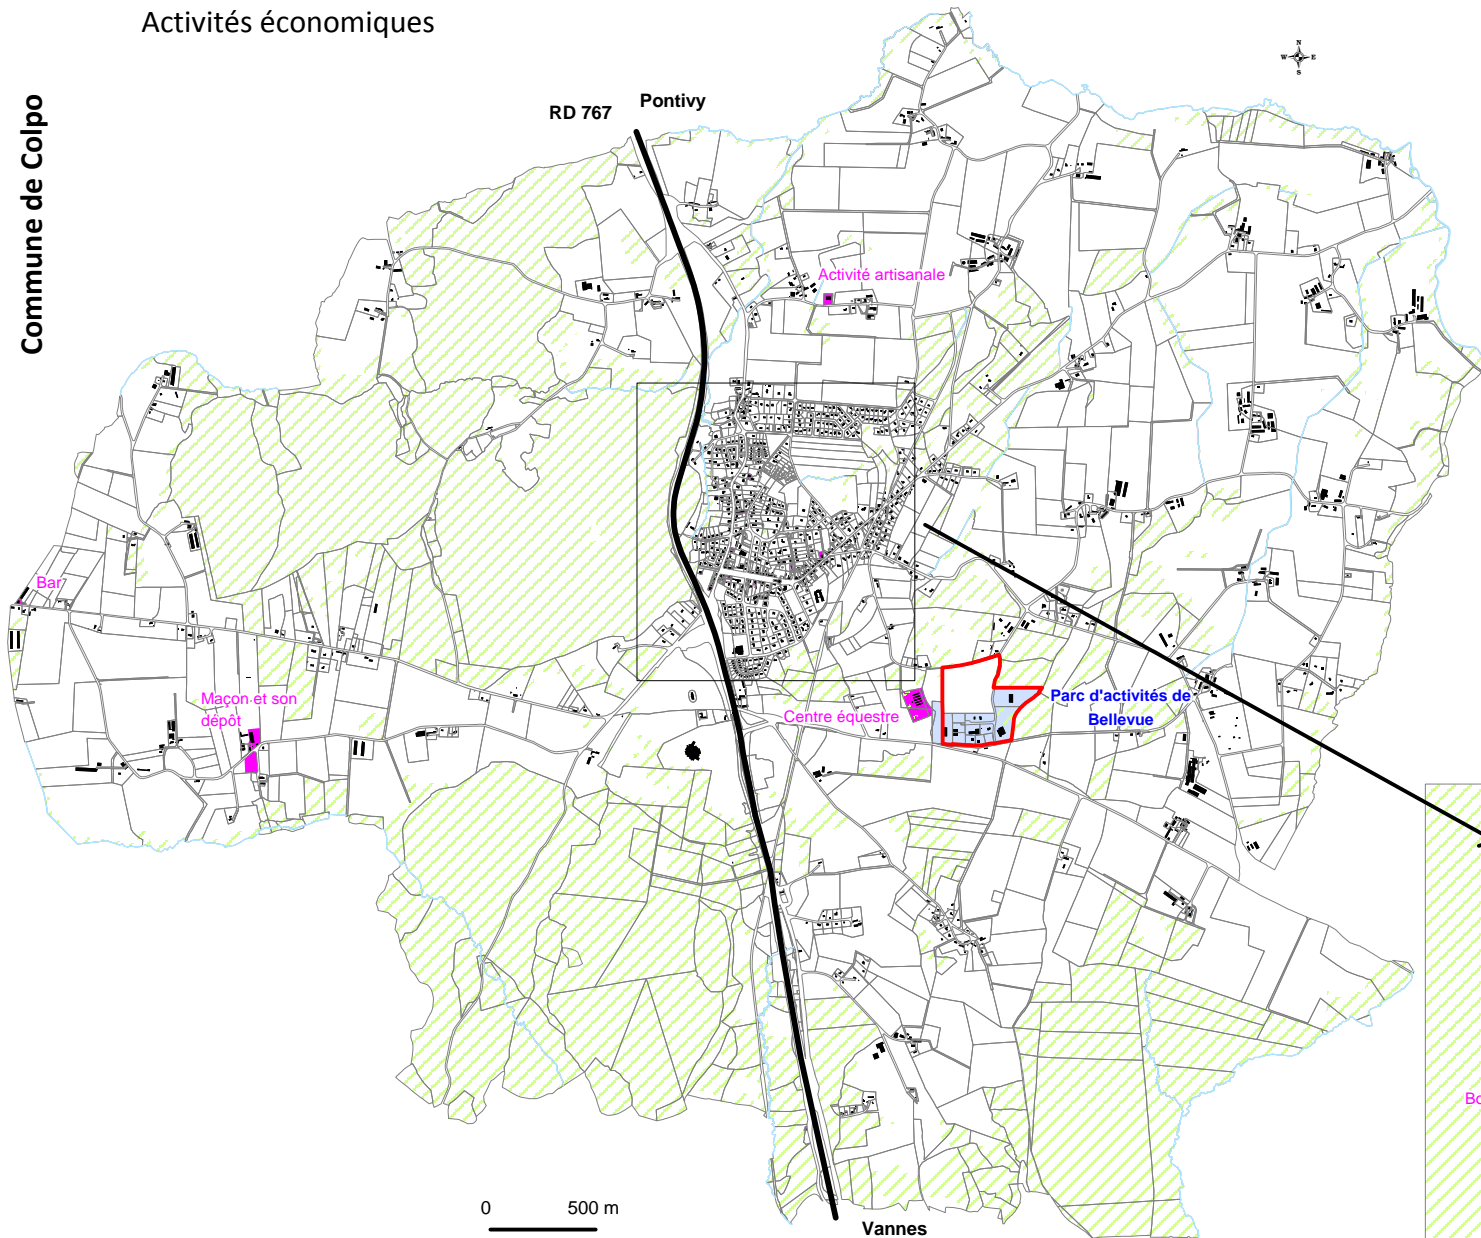 Activités économiques
Commune de Colpo
RD 767
Pontivy
N
W E
S
Activité artisanale
Bar
Maçon et son
dépôt
Centre équestre
Parc d'activités de
Bellevue
0 500 m
Vannes